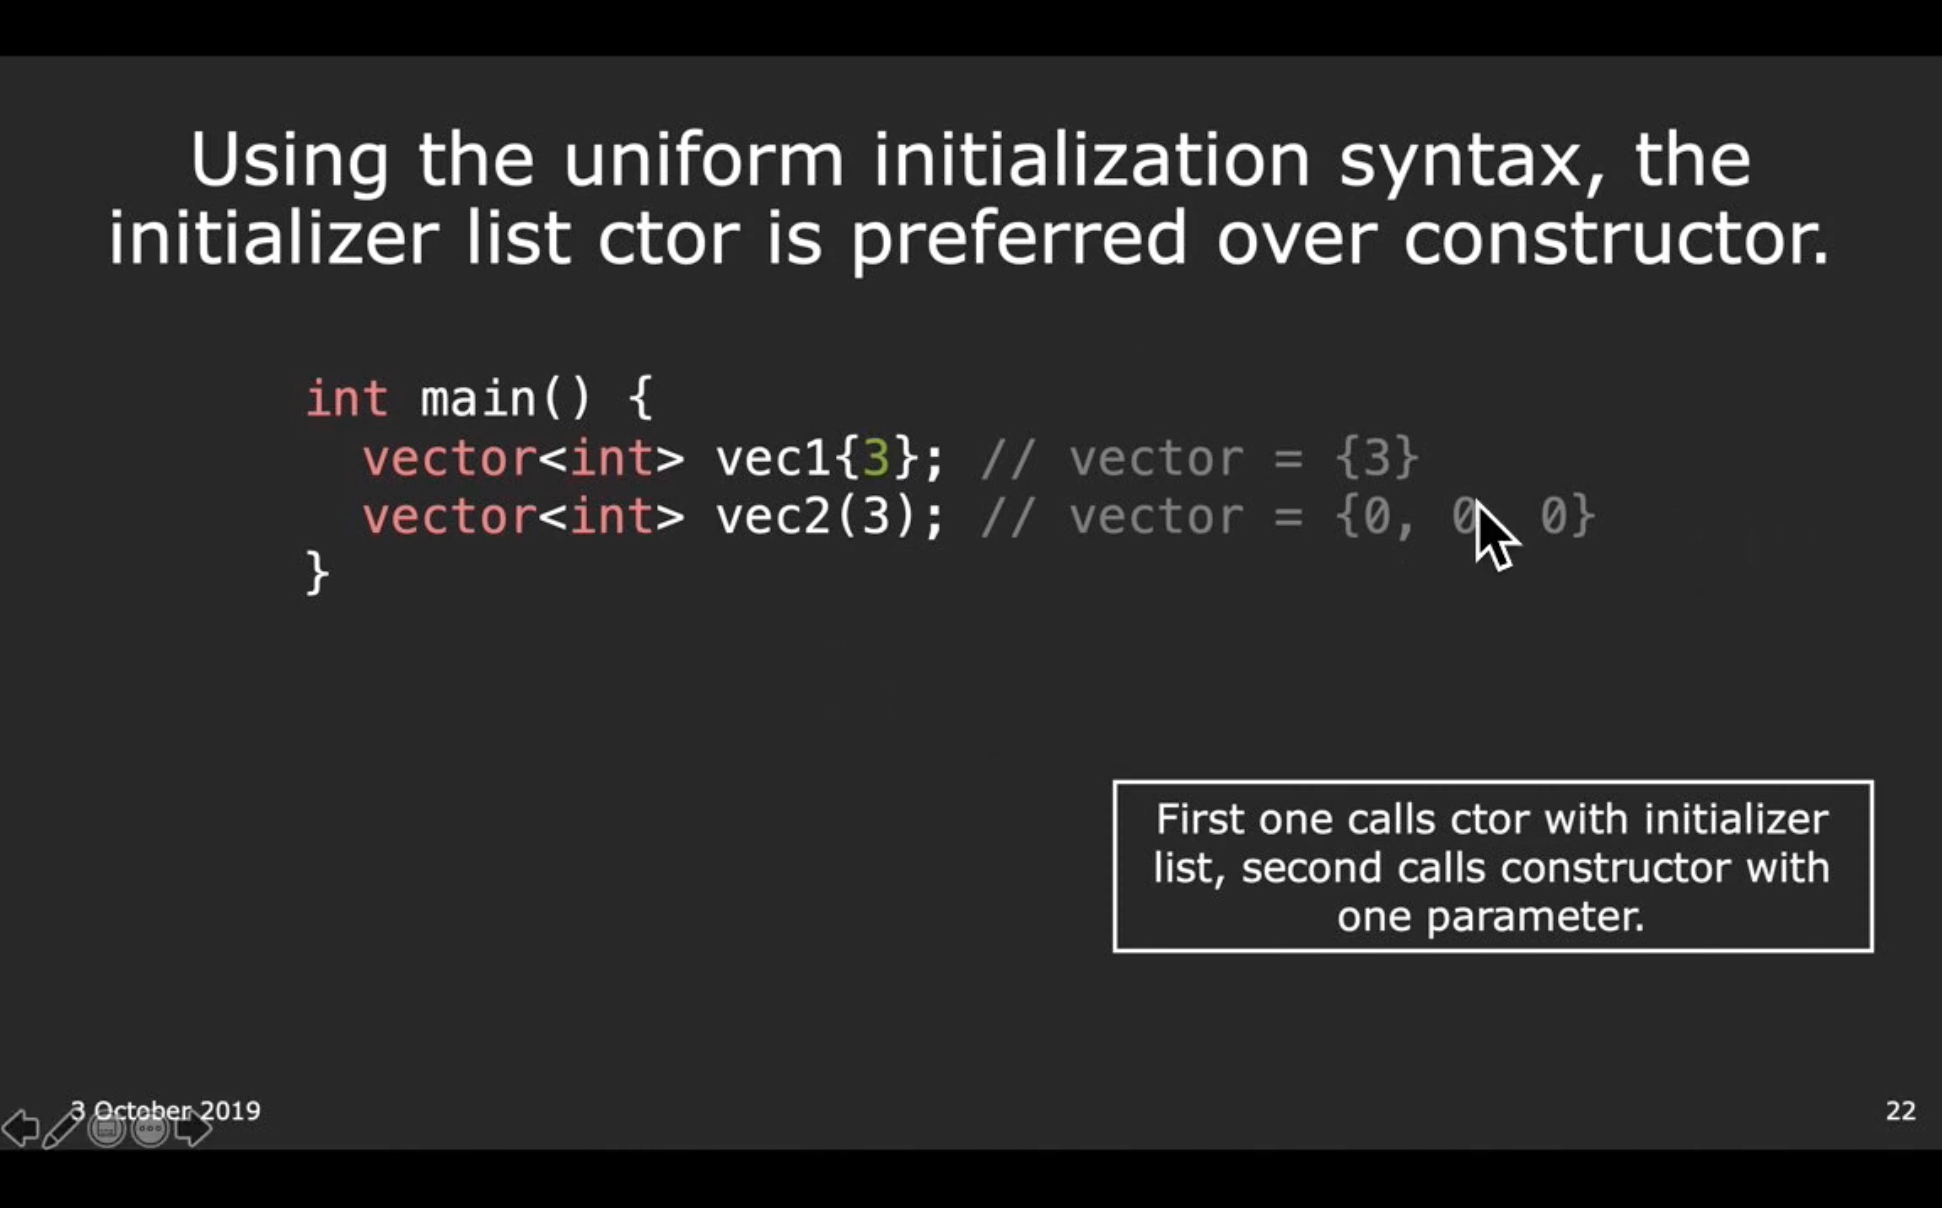 Using the uniform initialization syntax, the
initializer list ctor is preferred over constructor.
int main() {
  vector<int> vec1{3}; // vector = {3}
  vector<int> vec2(3); // vector = {0, 0, 0}
}
First one calls ctor with initializer
list, second calls constructor with
one parameter.
3 October 2019
22